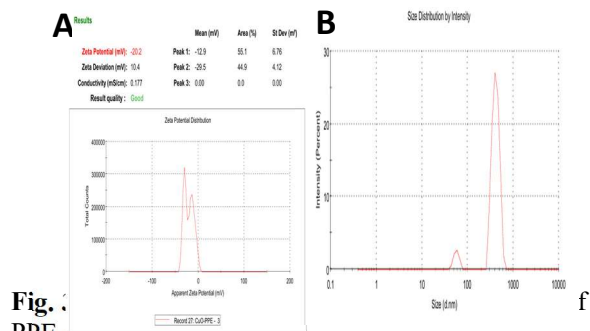 A
Results
Mean (mV) Area (%) St Dev (mV)
Zeta Potential (mV): -20.2 Peak 1: -12.9 55.1 6.76
Zeta Deviation (mV): 10.4 Peak 2: -29.5 44.9 4.12
Conductivity (mS/cm): 0.177 Peak 3: 0.00 0.0 0.00
Result quality : Good
Zeta Potential Distribution
Total Counts
400000
300000
200000
100000
0
-200 -100 0 100 200
Apparent Zeta Potential (mV)
Record 27: CuO-PPE - 3
B
Size Distribution by Intensity
Intensity (Percent)
30
20
10
0
0.1 1 10 100 1000 10000
Size (d.nm)
Fig. f
PPE